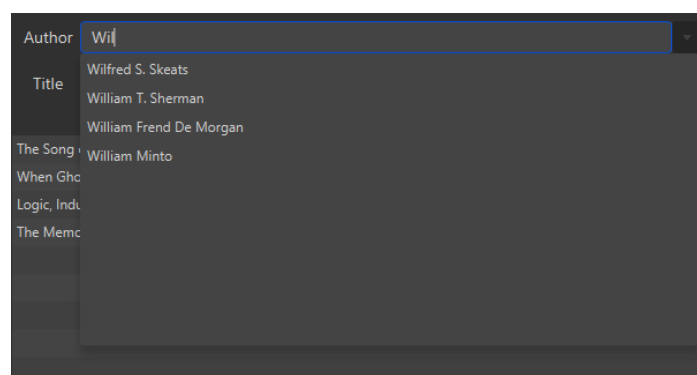 Author Wil
Wilfred S. Skeats
Title
William T. Sherman
William Frend De Morgan
The Song
William Minto
When Gho
Logic, Indu
The Memo